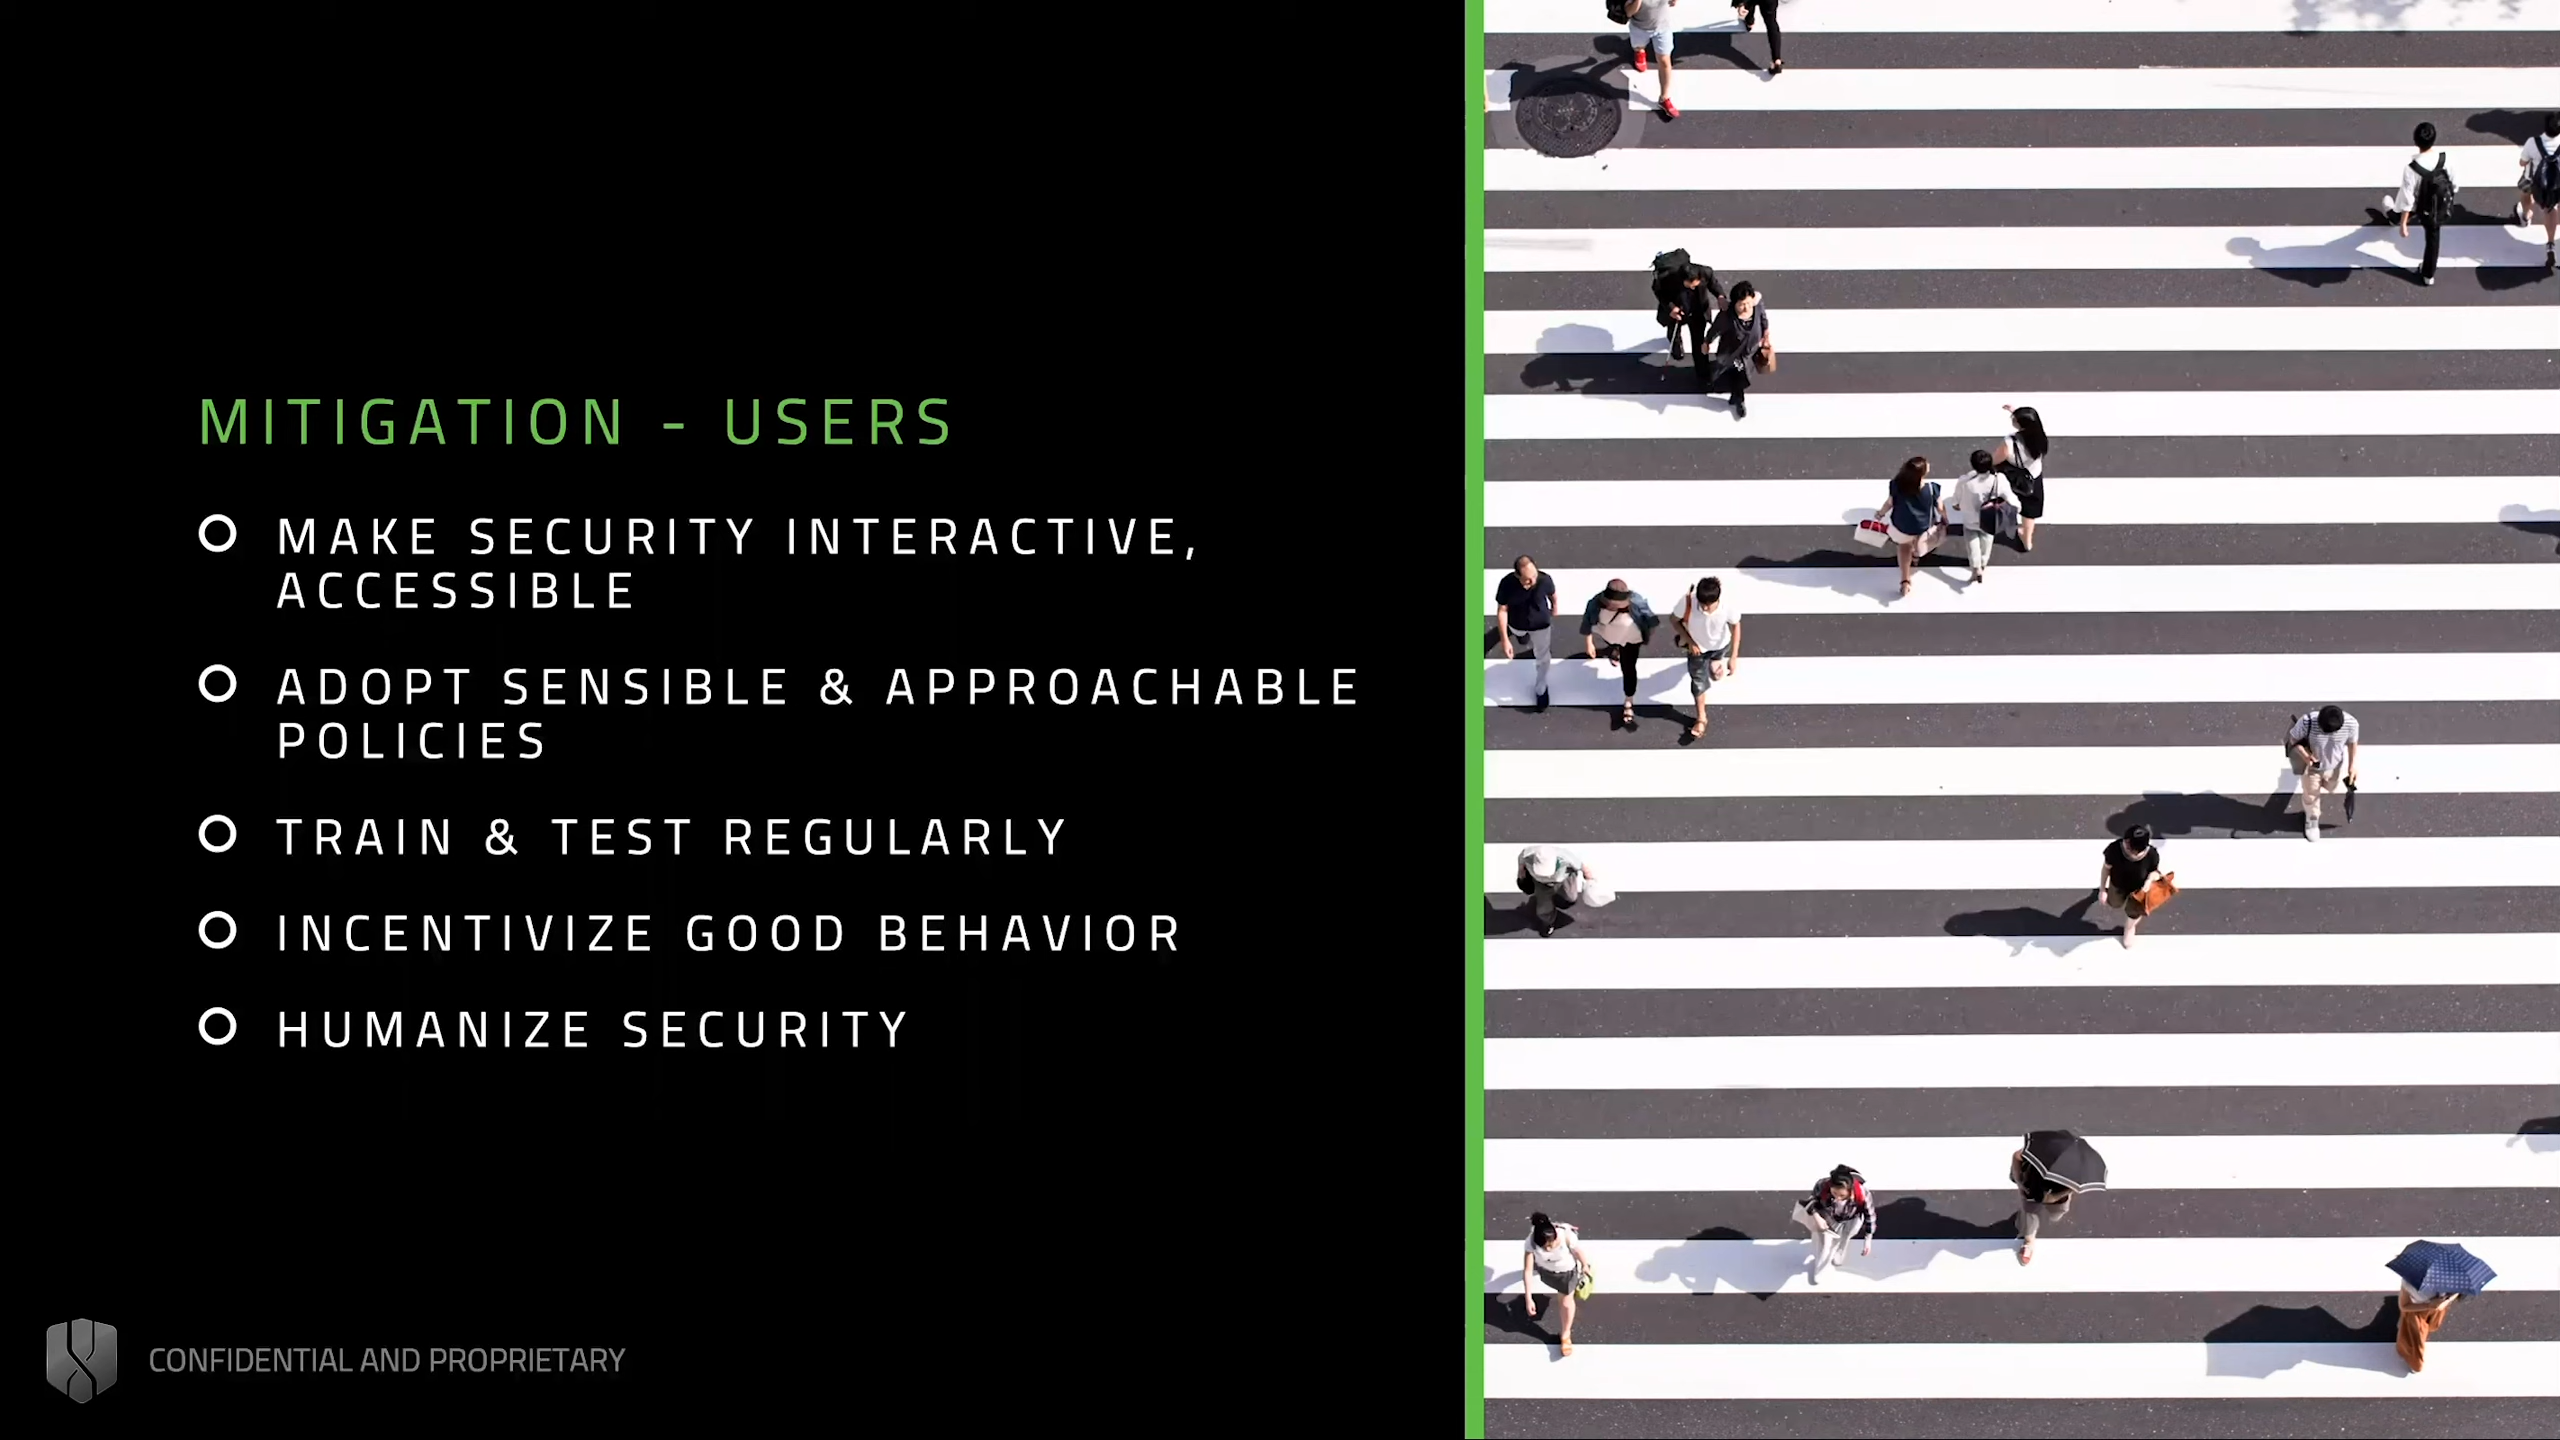 MITIGATION - USERS
MAKE SECURITY INTERACTIVE,
ACCESSIBLE
ADOPT SENSIBLE & APPROACHABLE
POLICIES
TRAIN & TEST REGULARLY
INCENTIVIZE GOOD BEHAVIOR
HUMANIZE SECURITY
CONFIDENTIAL AND PROPRIETARY